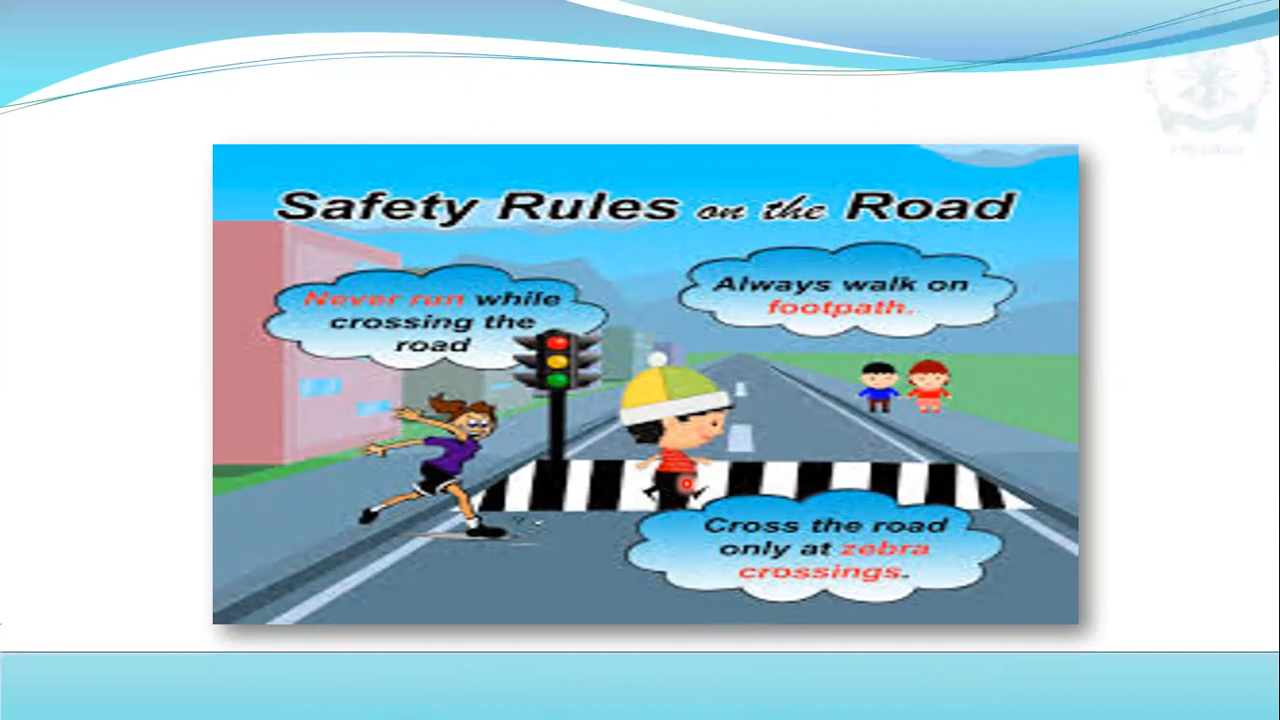 Safety Rules on the Road
Never run while
crossing the
road
Always walk on
footpath.
Cross the road
only at zebra
crossings.